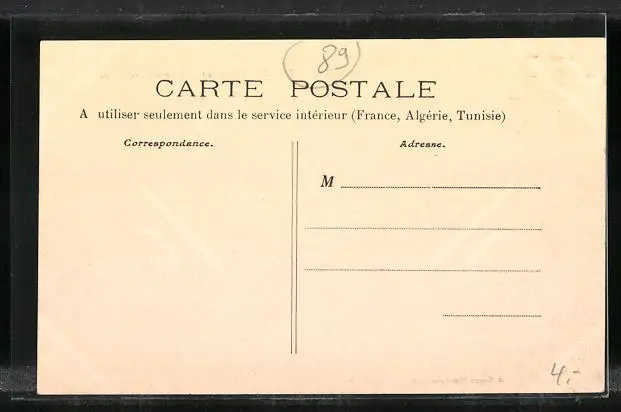 89
CARTE POSTALE
A utiliser seulement dans le service intérieur (France, Algérie, Tunisie)
Correspondance.
Adresse.
M
4,-